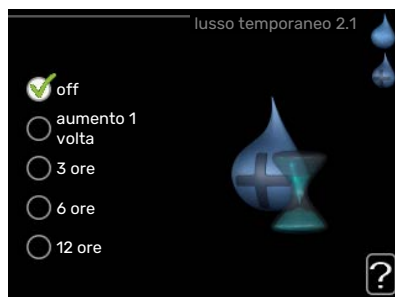 lusso temporaneo 2.1
off
aumento 1
volta
3 ore
6 ore
12 ore
?